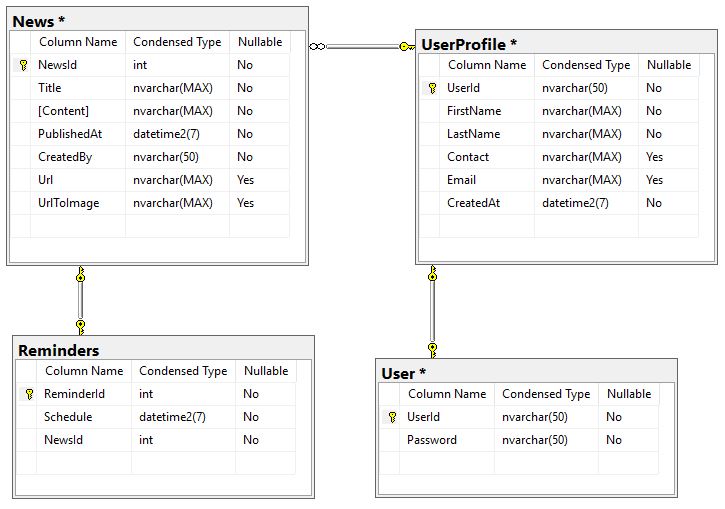 News *
Column Name Condensed Type Nullable
NewsId int No
Title nvarchar(MAX) No
[Content] nvarchar(MAX) No
PublishedAt datetime2(7) No
CreatedBy nvarchar(50) No
Url nvarchar(MAX) Yes
UrlToImage nvarchar(MAX) Yes
UserProfile *
Column Name Condensed Type Nullable
UserId nvarchar(50) No
FirstName nvarchar(MAX) No
LastName nvarchar(MAX) No
Contact nvarchar(MAX) Yes
Email nvarchar(MAX) Yes
CreatedAt datetime2(7) No
Reminders
Column Name Condensed Type Nullable
ReminderId int No
Schedule datetime2(7) No
NewsId int No
User *
Column Name Condensed Type Nullable
UserId nvarchar(50) No
Password nvarchar(50) No